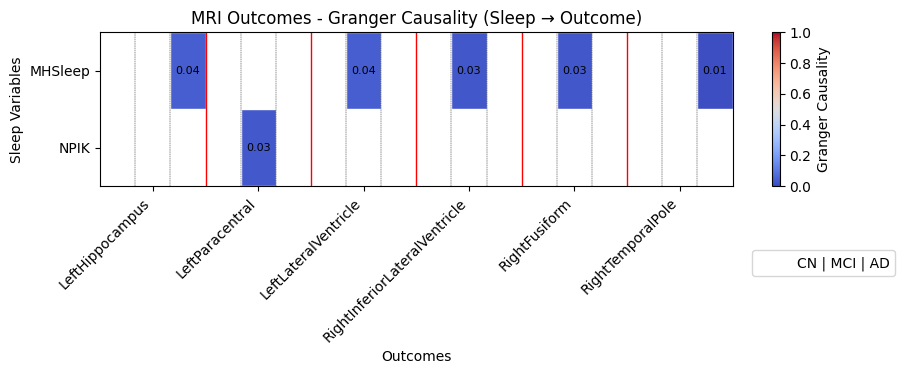 MRI Outcomes - Granger Causality (Sleep → Outcome)
Sleep Variables
MHSleep
NPIK
0.04
0.04
0.03
0.03
0.01
0.03
LeftHippocampus
LeftParacentral
LeftLateralVentricle
RightInferiorLateralVentricle
RightFusiform
RightTemporalPole
Outcomes
1.0
0.8
0.6
0.4
0.2
0.0
Granger Causality
CN | MCI | AD